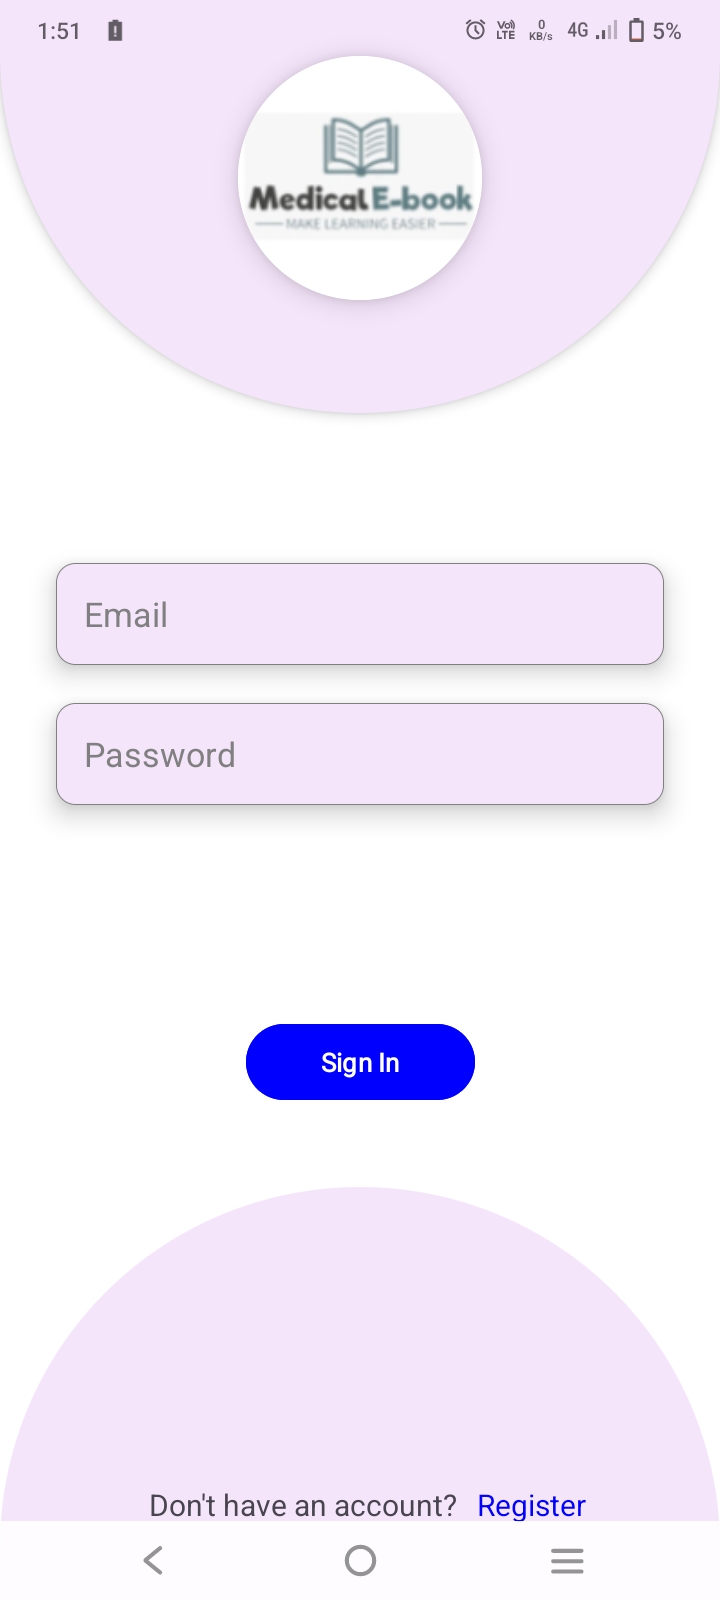 1:51 Vo) LTE 0 KB/s 4G 5%
Medical E-book
MAKE LEARNING EASIER
Email
Password
Sign In
Don't have an account? Register